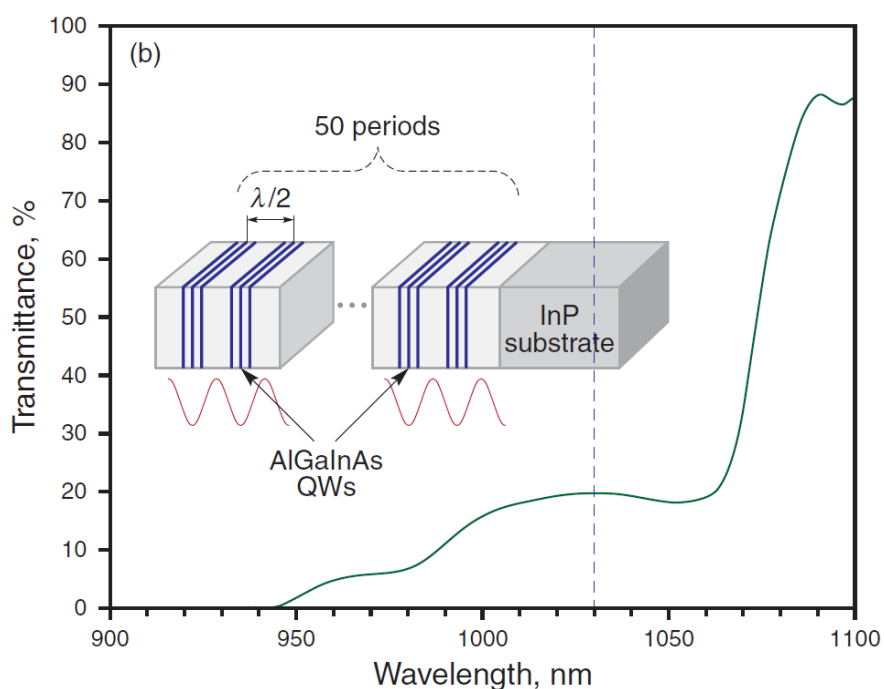 (b)
50 periods
λ/2
InP
substrate
AlGaInAs
QWs
Transmittance, %
100
90
80
70
60
50
40
30
20
10
0
900
950
1000
1050
1100
Wavelength, nm